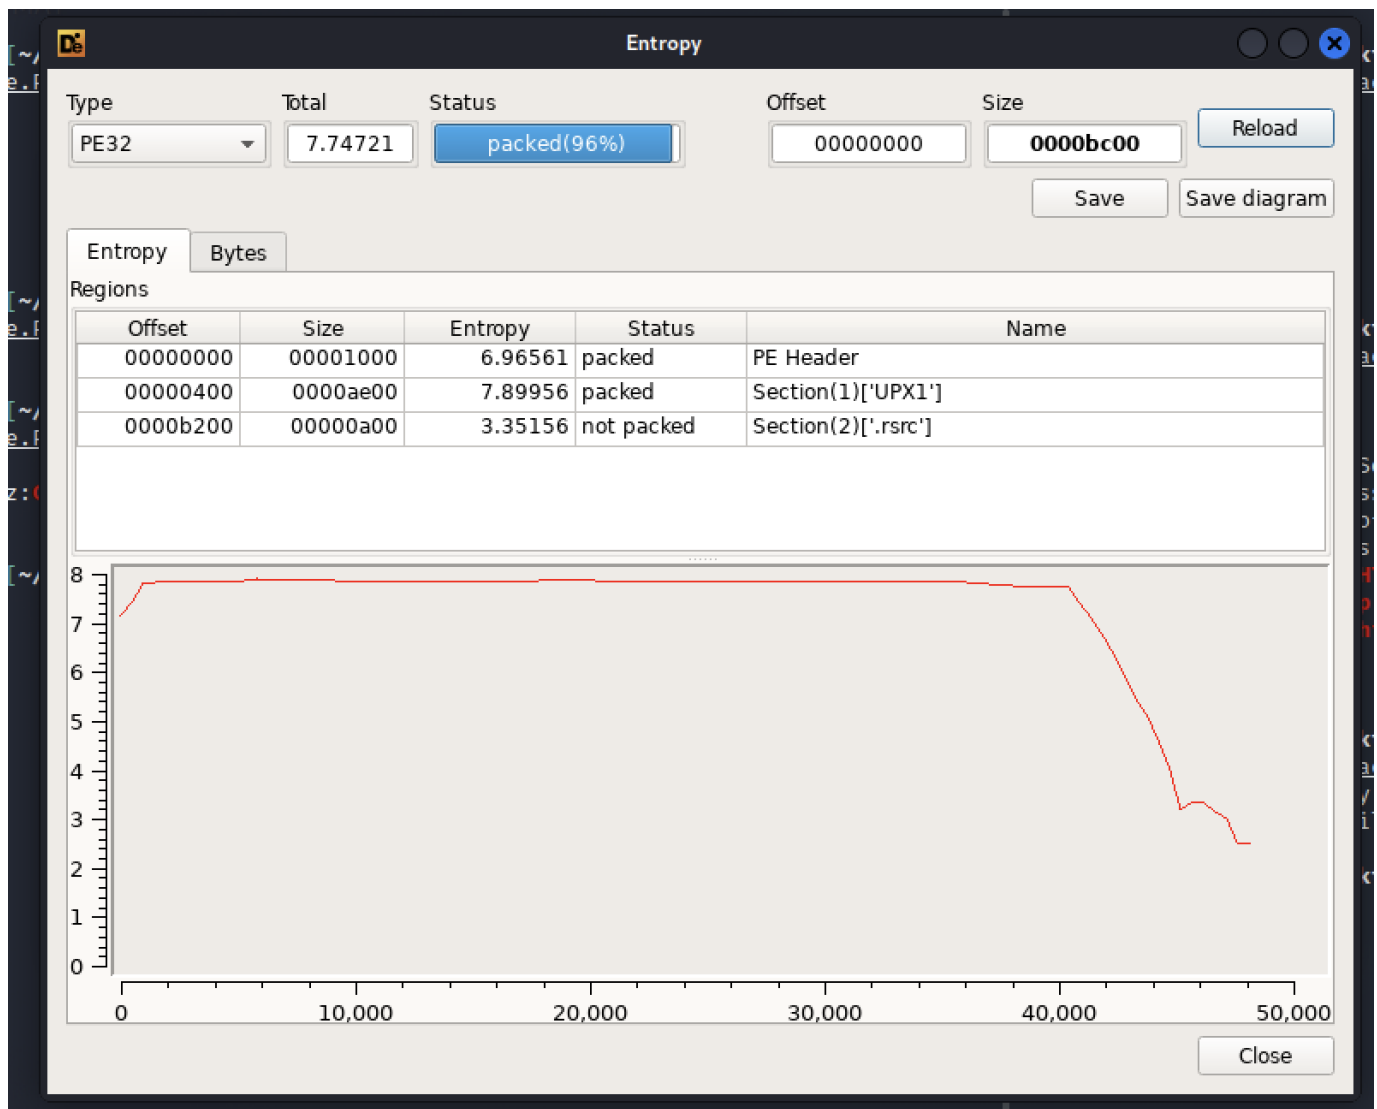 Entropy
Type Total Status Offset Size
PE32 7.74721 packed(96%) 00000000 0000bc00 Reload
Save Save diagram
Entropy Bytes
Regions
Offset Size Entropy Status Name
00000000 00001000 6.96561 packed PE Header
00000400 0000ae00 7.89956 packed Section(1)['UPX1']
0000b200 00000a00 3.35156 not packed Section(2)['.rsrc']
8
7
6
5
4
3
2
1
0
0 10,000 20,000 30,000 40,000 50,000
Close